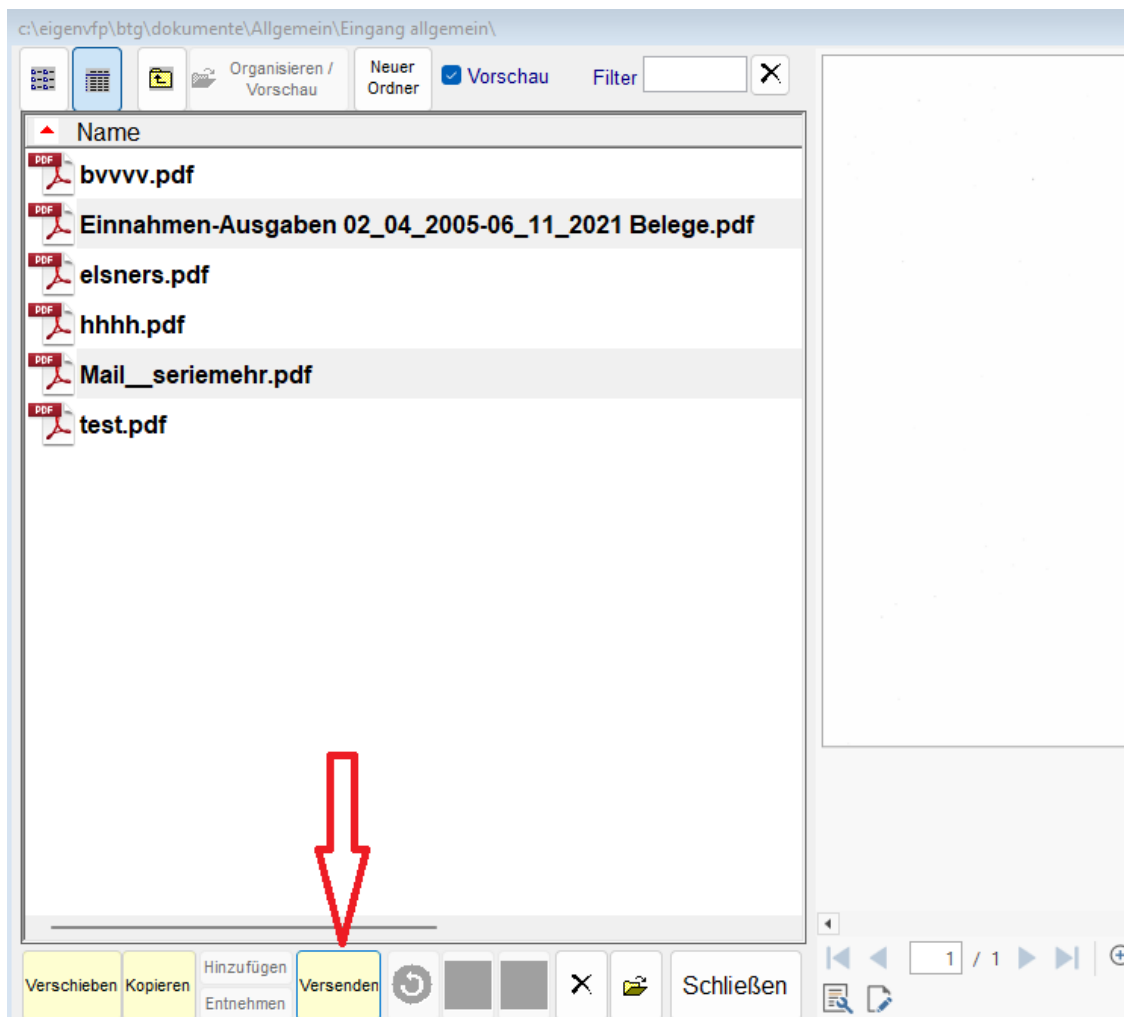 c:\eigenvfp\btg\dokumente\Allgemein\Eingang allgemein\
Organisieren /
Vorschau
Neuer
Ordner
Vorschau
Filter
Name
PDF
bvvvv.pdf
PDF
Einnahmen-Ausgaben 02_04_2005-06_11_2021 Belege.pdf
PDF
elsners.pdf
PDF
hhhh.pdf
PDF
Mail__seriemehr.pdf
PDF
test.pdf
Verschieben
Kopieren
Hinzufügen
Entnehmen
Versenden
Schließen
1 / 1